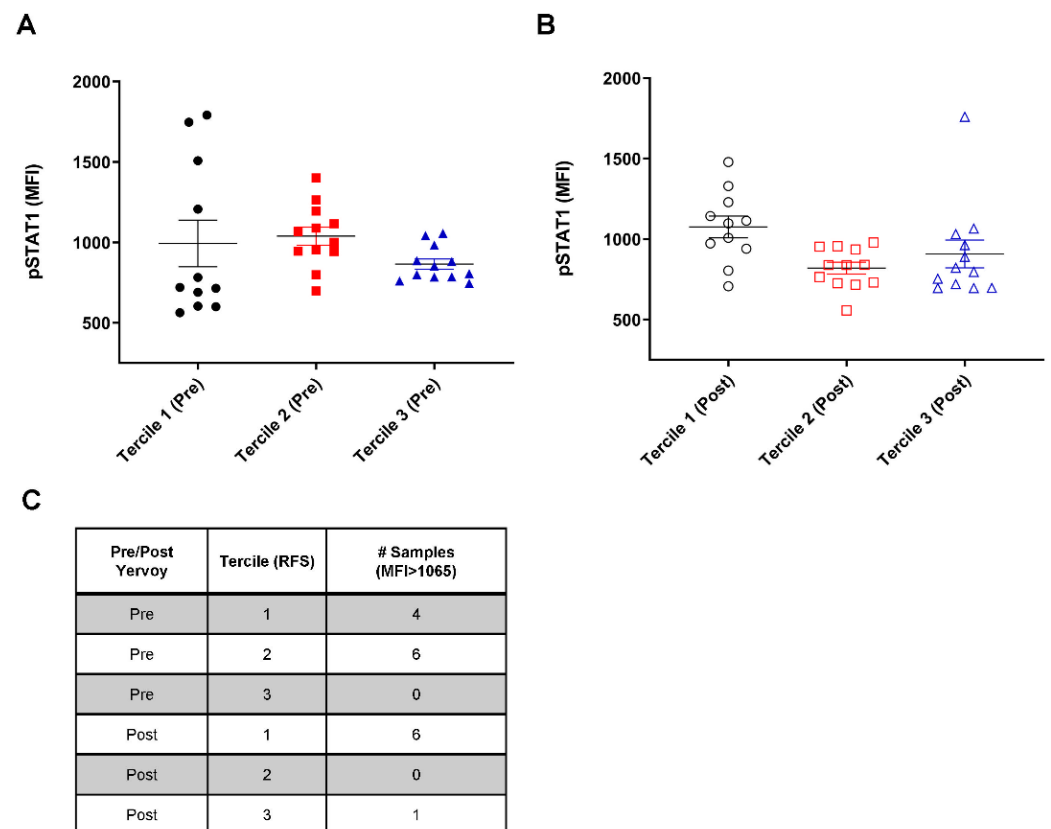 A
B
2000
1500
1000
500
pSTAT1 (MFI)
Tercile 1 (Pre)
Tercile 2 (Pre)
Tercile 3 (Pre)
2000
1500
1000
500
pSTAT1 (MFI)
Tercile 1 (Post)
Tercile 2 (Post)
Tercile 3 (Post)
C
Pre/Post
Yervoy
Tercile (RFS)
# Samples
(MFI>1065)
Pre 1 4
Pre 2 6
Pre 3 0
Post 1 6
Post 2 0
Post 3 1